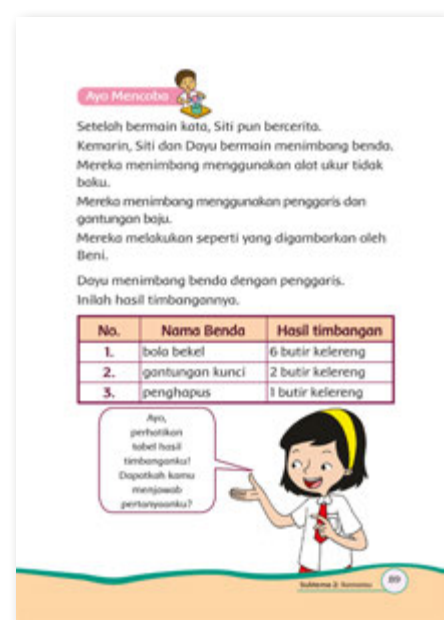 Ayo Mencoba
Setelah bermain kata, Siti pun bercerita.
Kemarin, Siti dan Dayu bermain menimbang benda.
Mereka menimbang menggunakan alat ukur tidak
baku.
Mereka menimbang menggunakan penggaris dan
gantungan baju.
Mereka melakukan seperti yang digambarkan oleh
Beni.
Dayu menimbang benda dengan penggaris.
Inilah hasil timbangannya.
No. Nama Benda Hasil timbangan
1. bola bekel 6 butir kelereng
2. gantungan kunci 2 butir kelereng
3. penghapus 1 butir kelereng
Ayo,
perhatikan
tabel hasil
timbanganku!
Dapatkah kamu
menjawab
pertanyaanku?
Subtema 2: 89